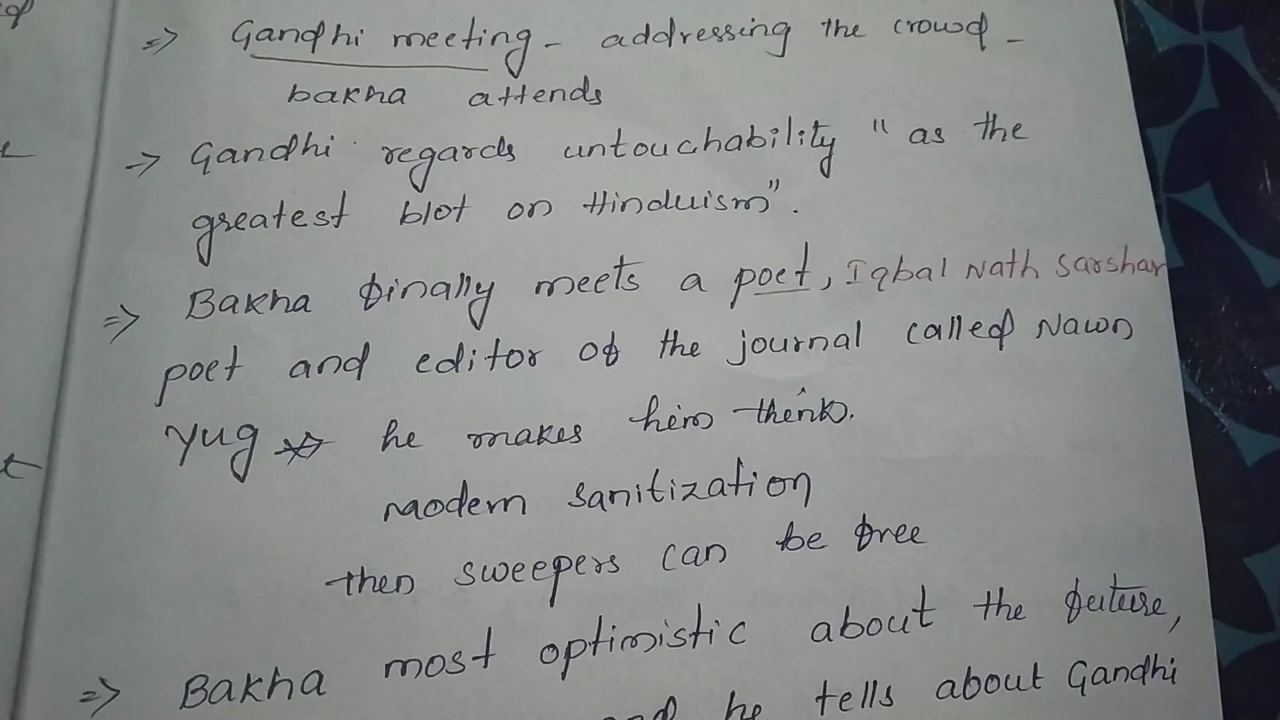 ⇒ Gandhi meeting - addressing the crowd -
bakha attends
→ Gandhi regards untouchability " as the
greatest blot on Hinduism".
⇒ Bakha finally meets a poet, Iqbal Nath Sarshar
poet and editor of the journal called Nawn
Yug ⇒ he makes him think.
Modern sanitization
then sweepers can be free
⇒ Bakha most optimistic about the future,
and he tells about Gandhi